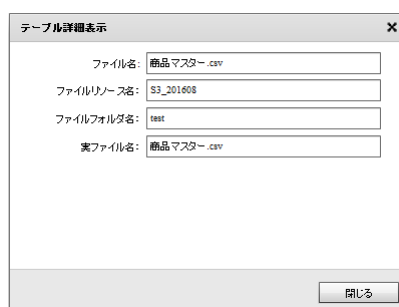 テーブル詳細表示
ファイル名: 商品マスター.csv
ファイルリソース名: S3_201608
ファイルフォルダ名: test
実ファイル名: 商品マスター.csv
閉じる